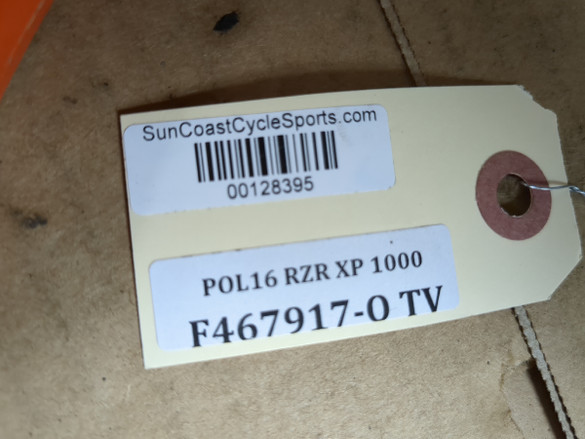 SunCoastCycleSports.com
00128395
POL16 RZR XP 1000
F467917-O TV